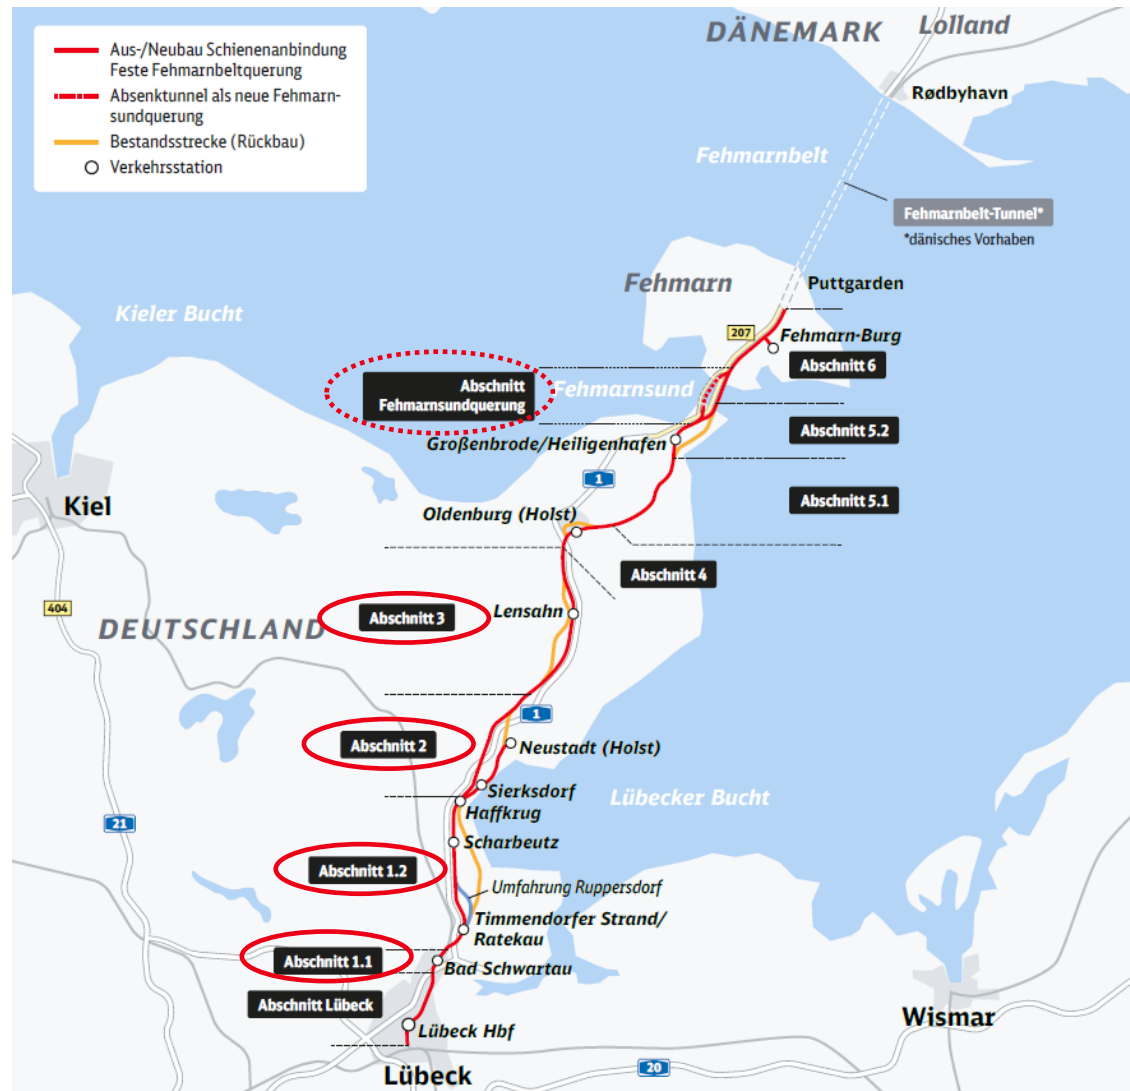 DÄNEMARK
Lolland
Aus-/Neubau Schienenanbindung
Feste Fehmarnbeltquerung
Absenktunnel als neue Fehmarn-
sundquerung
Bestandsstrecke (Rückbau)
Verkehrsstation
Rødbyhavn
Fehmarnbelt
Fehmarnbelt-Tunnel*
*dänisches Vorhaben
Fehmarn
Puttgarden
Kieler Bucht
207
Fehmarn-Burg
Abschnitt 6
Abschnitt
Fehmarnsundquerung
Fehmarnsund
Abschnitt 5.2
Großenbrode/Heiligenhafen
1
Abschnitt 5.1
Kiel
Oldenburg (Holst)
Abschnitt 4
404
Abschnitt 3
Lensahn
DEUTSCHLAND
1
Abschnitt 2
Neustadt (Holst)
Sierksdorf
Lübecker Bucht
Haffkrug
21
Scharbeutz
Abschnitt 1.2
Umfahrung Ruppersdorf
Timmendorfer Strand/
Ratekau
Abschnitt 1.1
Bad Schwartau
Abschnitt Lübeck
Wismar
Lübeck Hbf
20
Lübeck